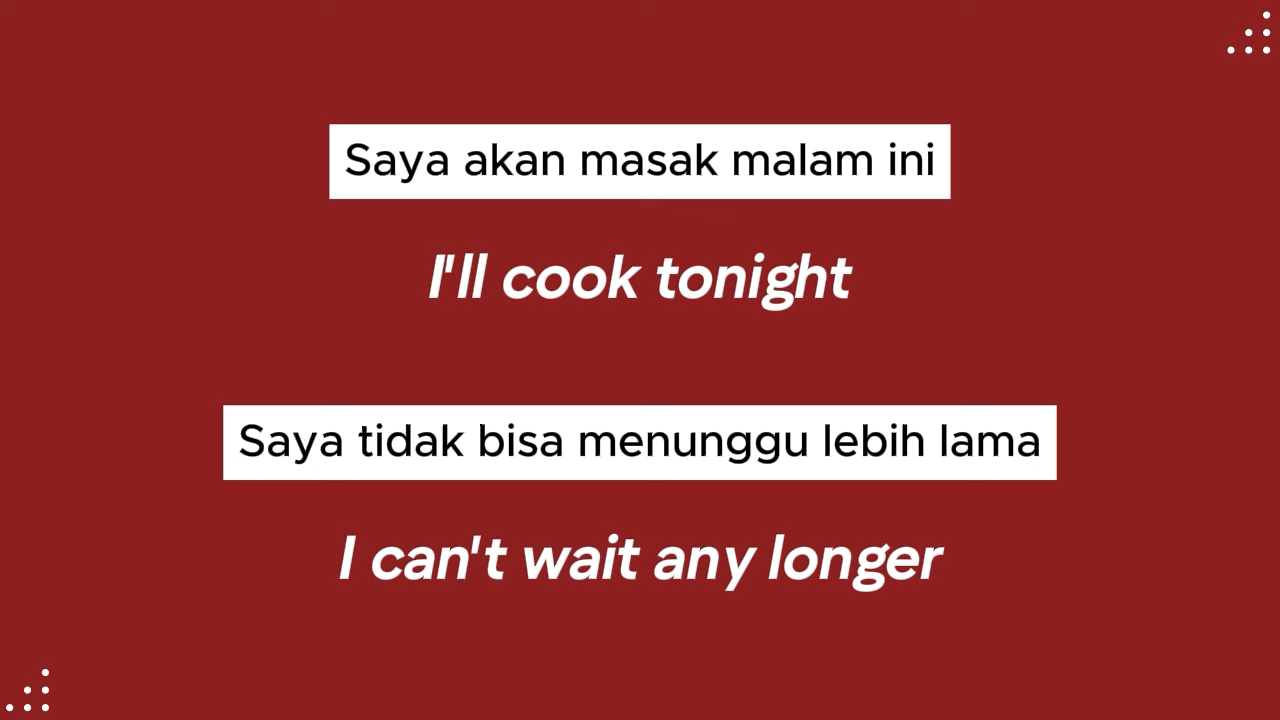 Saya akan masak malam ini
I'll cook tonight
Saya tidak bisa menunggu lebih lama
I can't wait any longer